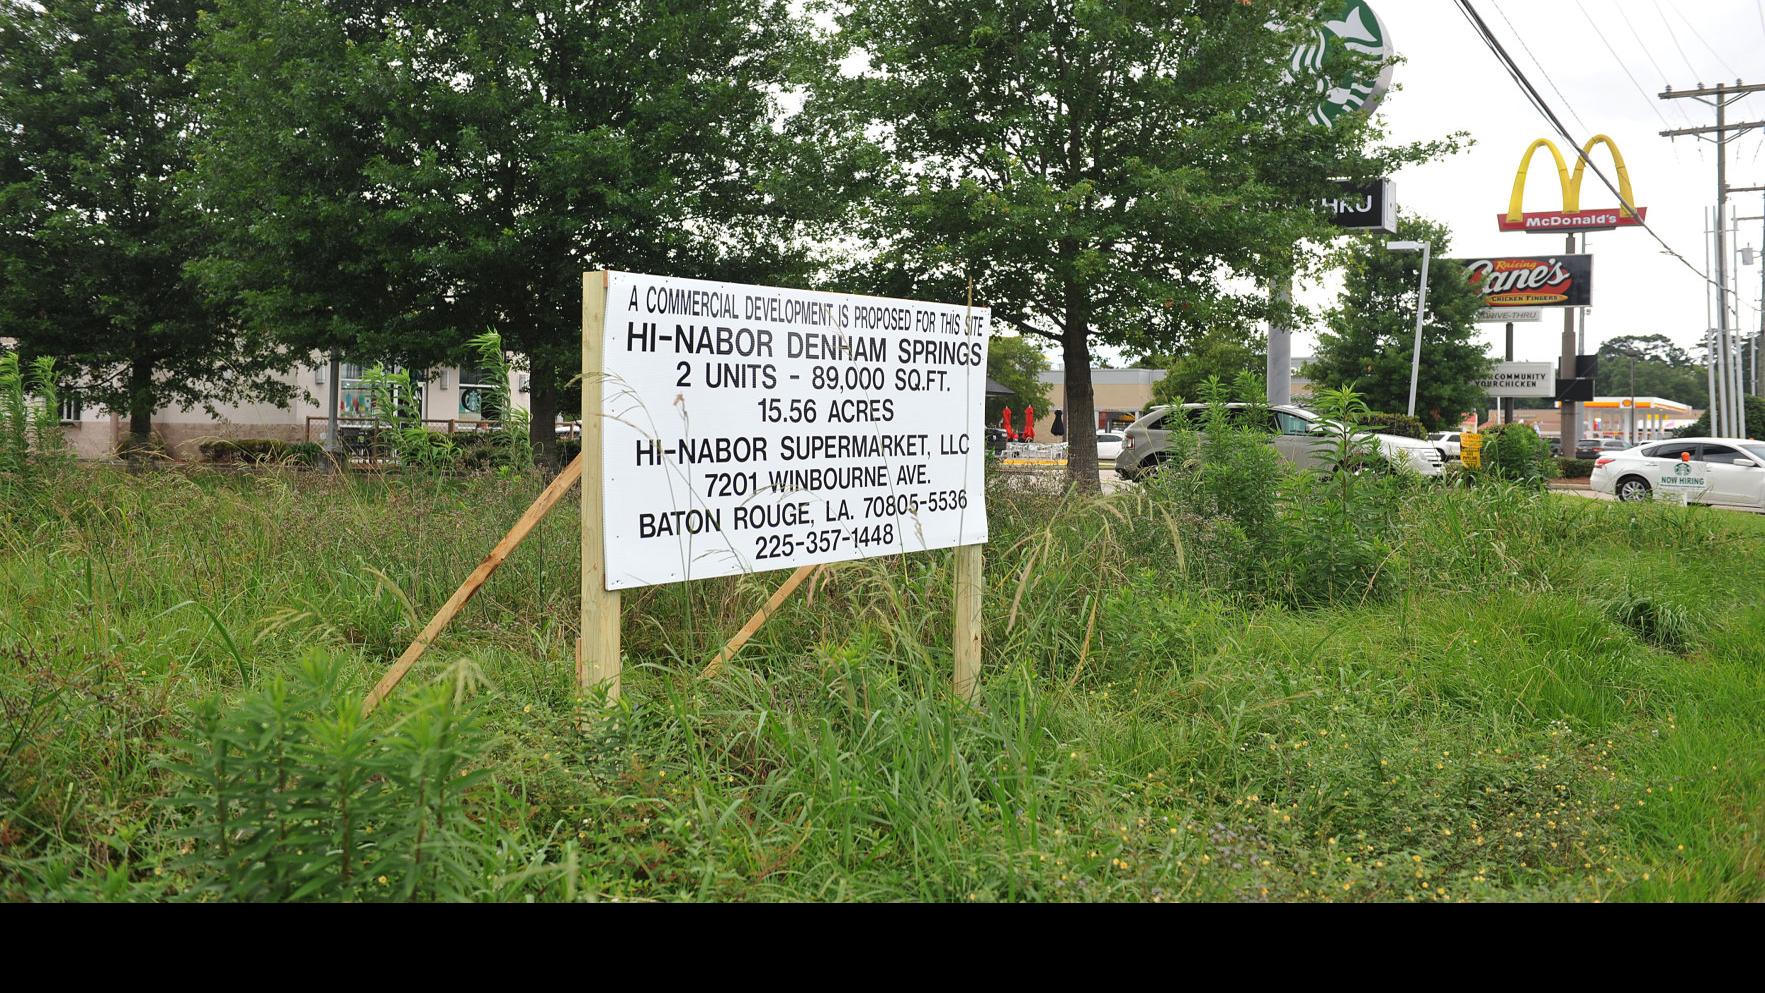 A COMMERCIAL DEVELOPMENT IS PROPOSED FOR THIS SITE
HI-NABOR DENHAM SPRINGS
2 UNITS - 89,000 SQ.FT.
15.56 ACRES
HI-NABOR SUPERMARKET, LLC
7201 WINBOURNE AVE.
BATON ROUGE, LA. 70805-5536
225-357-1448
THRU
McDonald's
Raising
Cane's
CHICKEN FINGERS
DRIVE-THRU
COMMUNITY
YOURCHICKEN
NOW HIRING